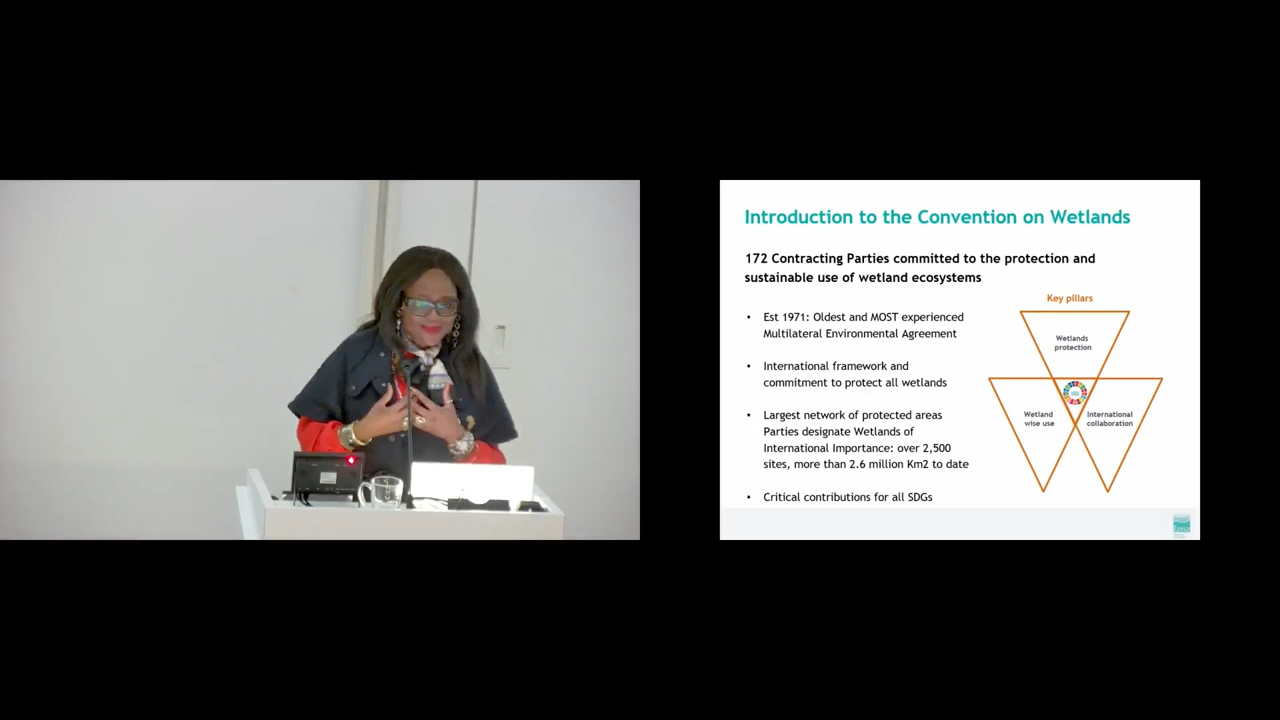 Introduction to the Convention on Wetlands
172 Contracting Parties committed to the protection and
sustainable use of wetland ecosystems
• Est 1971: Oldest and MOST experienced
Multilateral Environmental Agreement
• International framework and
commitment to protect all wetlands
• Largest network of protected areas
Parties designate Wetlands of
International Importance: over 2,500
sites, more than 2.6 million Km2 to date
• Critical contributions for all SDGs
Key pillars
Wetlands
protection
Wetland
wise use
International
collaboration